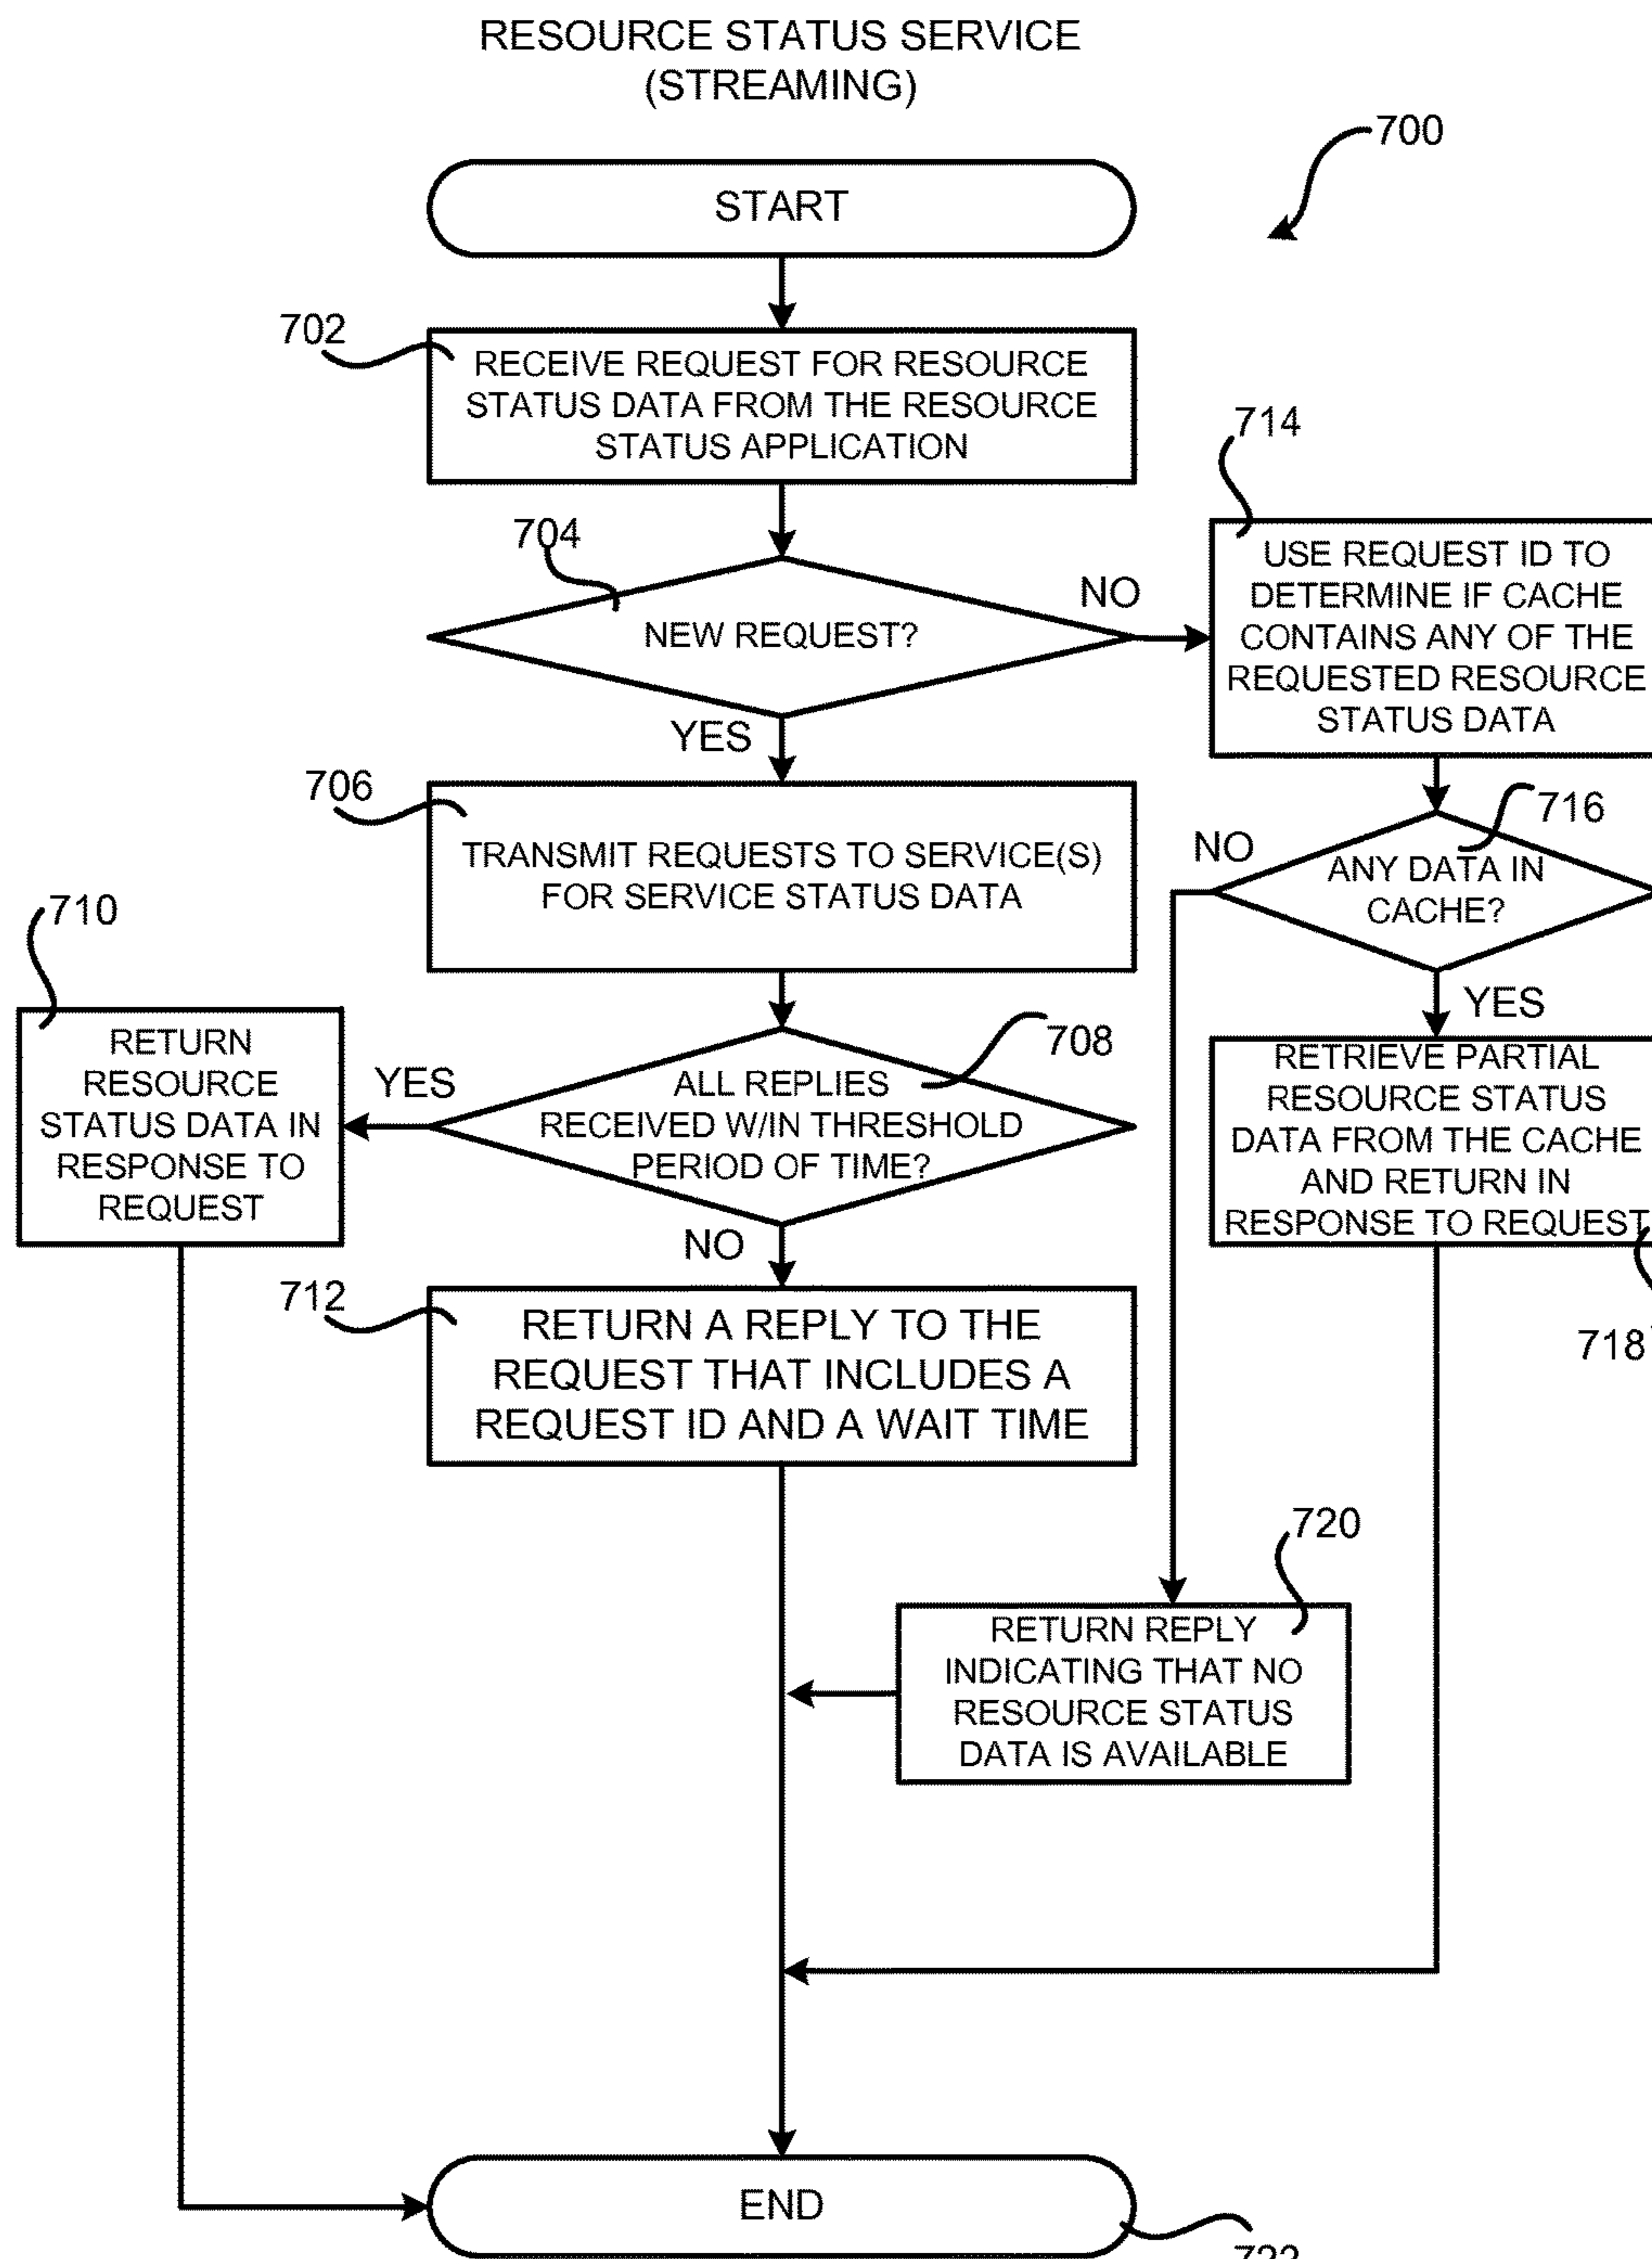 RESOURCE STATUS SERVICE
(STREAMING)
700
START
702
RECEIVE REQUEST FOR RESOURCE
STATUS DATA FROM THE RESOURCE
STATUS APPLICATION
704
NEW REQUEST?
NO
YES
714
USE REQUEST ID TO
DETERMINE IF CACHE
CONTAINS ANY OF THE
REQUESTED RESOURCE
STATUS DATA
706
TRANSMIT REQUESTS TO SERVICE(S)
FOR SERVICE STATUS DATA
716
NO
ANY DATA IN
CACHE?
YES
710
RETURN
RESOURCE
STATUS DATA IN
RESPONSE TO
REQUEST
YES
708
ALL REPLIES
RECEIVED W/IN THRESHOLD
PERIOD OF TIME?
NO
RETRIEVE PARTIAL
RESOURCE STATUS
DATA FROM THE CACHE
AND RETURN IN
RESPONSE TO REQUEST
718
712
RETURN A REPLY TO THE
REQUEST THAT INCLUDES A
REQUEST ID AND A WAIT TIME
720
RETURN REPLY
INDICATING THAT NO
RESOURCE STATUS
DATA IS AVAILABLE
END
722